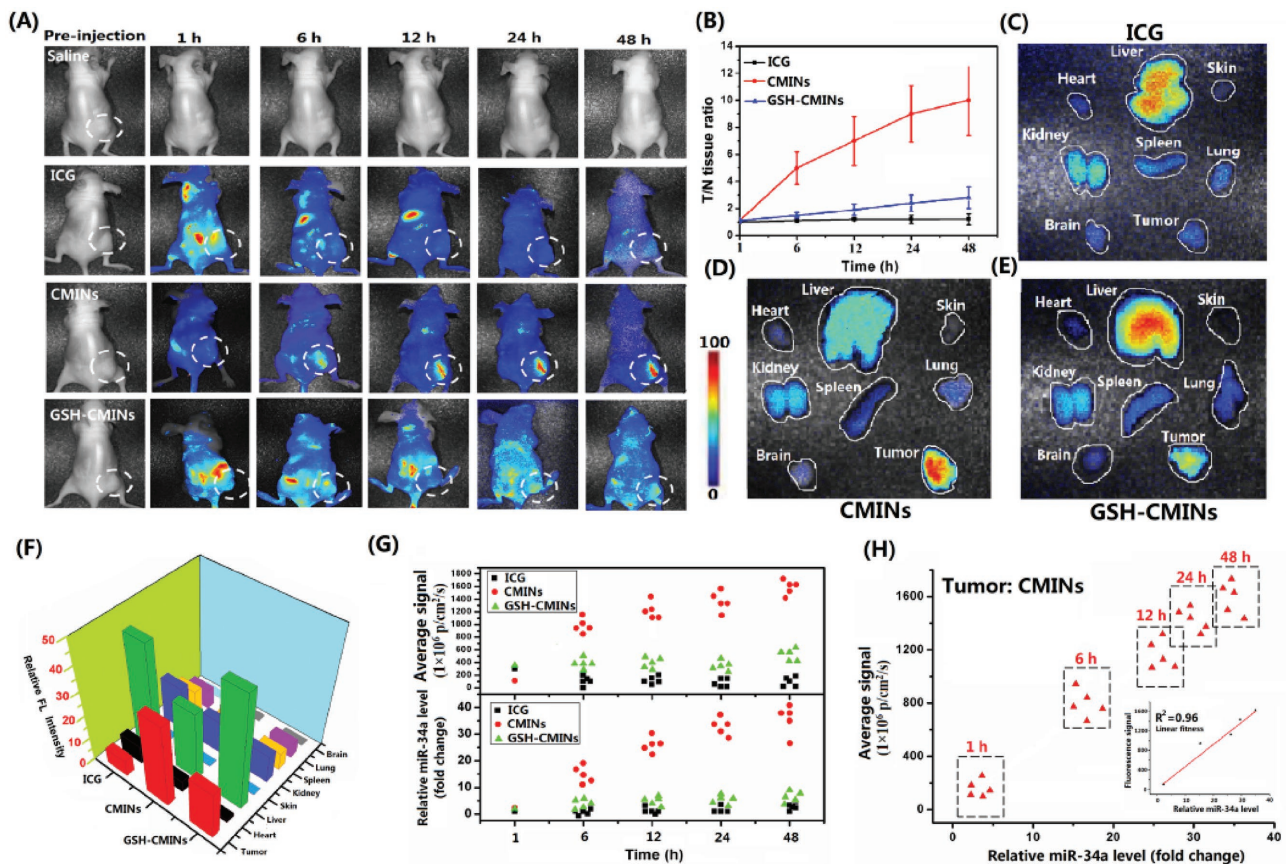 (A)
Pre-injection 1 h 6 h 12 h 24 h 48 h
Saline
ICG
CMINs
GSH-CMINs
100
0
(B)
14
12
10
8
6
4
2
0
T/N tissue ratio
ICG
CMINs
GSH-CMINs
1 6 12 24 48
Time (h)
(C)
ICG
Liver
Heart
Skin
Kidney
Spleen
Lung
Brain
Tumor
(D)
Liver
Heart
Skin
Kidney
Spleen
Lung
Brain
Tumor
CMINs
(E)
Liver
Heart
Skin
Kidney
Spleen
Lung
Brain
Tumor
GSH-CMINs
(F)
50
40
30
20
10
0
Relative FL Intensity
ICG
CMINs
GSH-CMINs
Brain
Lung
Spleen
Kidney
Skin
Liver
Heart
Tumor
(G)
Average signal
(1×10⁶ p/cm²/s)
1800
1600
1400
1200
1000
800
600
400
200
0
ICG
CMINs
GSH-CMINs
Relative miR-34a level
(fold change)
40
30
20
10
0
ICG
CMINs
GSH-CMINs
1 6 12 24 48
Time (h)
(H)
Tumor: CMINs
Average signal
(1×10⁶ p/cm²/s)
1600
1200
800
400
0
1 h
6 h
12 h
24 h
48 h
0 10 20 30 40
Relative miR-34a level (fold change)
Fluorescence signal
1600
1200
800
400
0
R²=0.96
Linear fitness
0 10 20 30 40
Relative miR-34a level